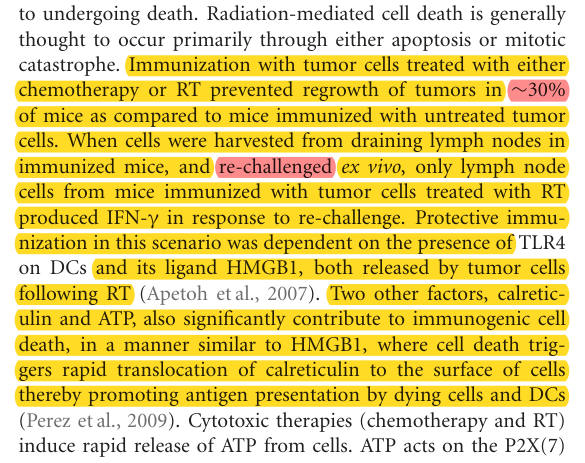 to undergoing death. Radiation-mediated cell death is generally
thought to occur primarily through either apoptosis or mitotic
catastrophe. Immunization with tumor cells treated with either
chemotherapy or RT prevented regrowth of tumors in ∼30%
of mice as compared to mice immunized with untreated tumor
cells. When cells were harvested from draining lymph nodes in
immunized mice, and re-challenged ex vivo, only lymph node
cells from mice immunized with tumor cells treated with RT
produced IFN-γ in response to re-challenge. Protective immu-
nization in this scenario was dependent on the presence of TLR4
on DCs and its ligand HMGB1, both released by tumor cells
following RT (Apetoh et al., 2007). Two other factors, calretic-
ulin and ATP, also significantly contribute to immunogenic cell
death, in a manner similar to HMGB1, where cell death trig-
gers rapid translocation of calreticulin to the surface of cells
thereby promoting antigen presentation by dying cells and DCs
(Perez et al., 2009). Cytotoxic therapies (chemotherapy and RT)
induce rapid release of ATP from cells. ATP acts on the P2X(7)